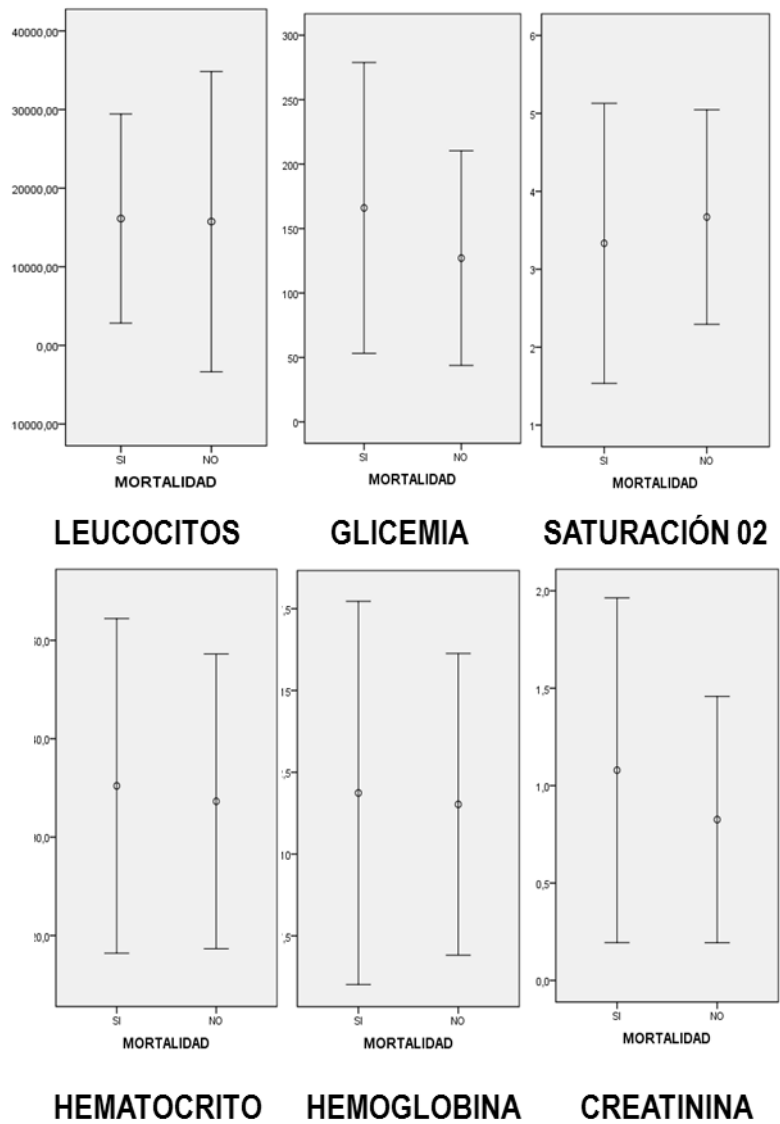 40000,00
30000,00
20000,00
10000,00
0,00
10000,00
SI
NO
MORTALIDAD
LEUCOCITOS
300
250
200
150
100
50
0
SI
NO
MORTALIDAD
GLICEMIA
6
5
4
3
2
1
SI
NO
MORTALIDAD
SATURACIÓN 02
20,0
SI
NO
MORTALIDAD
HEMATOCRITO
SI
NO
MORTALIDAD
HEMOGLOBINA
2,0
1,5
1,0
0,5
0,0
SI
NO
MORTALIDAD
CREATININA